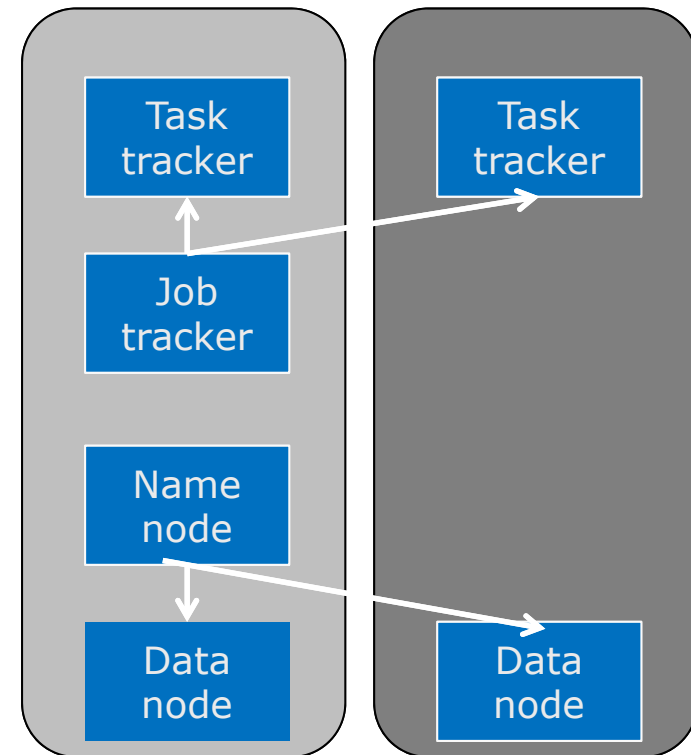 Task
tracker
Job
tracker
Name
node
Data
node
Task
tracker
Data
node